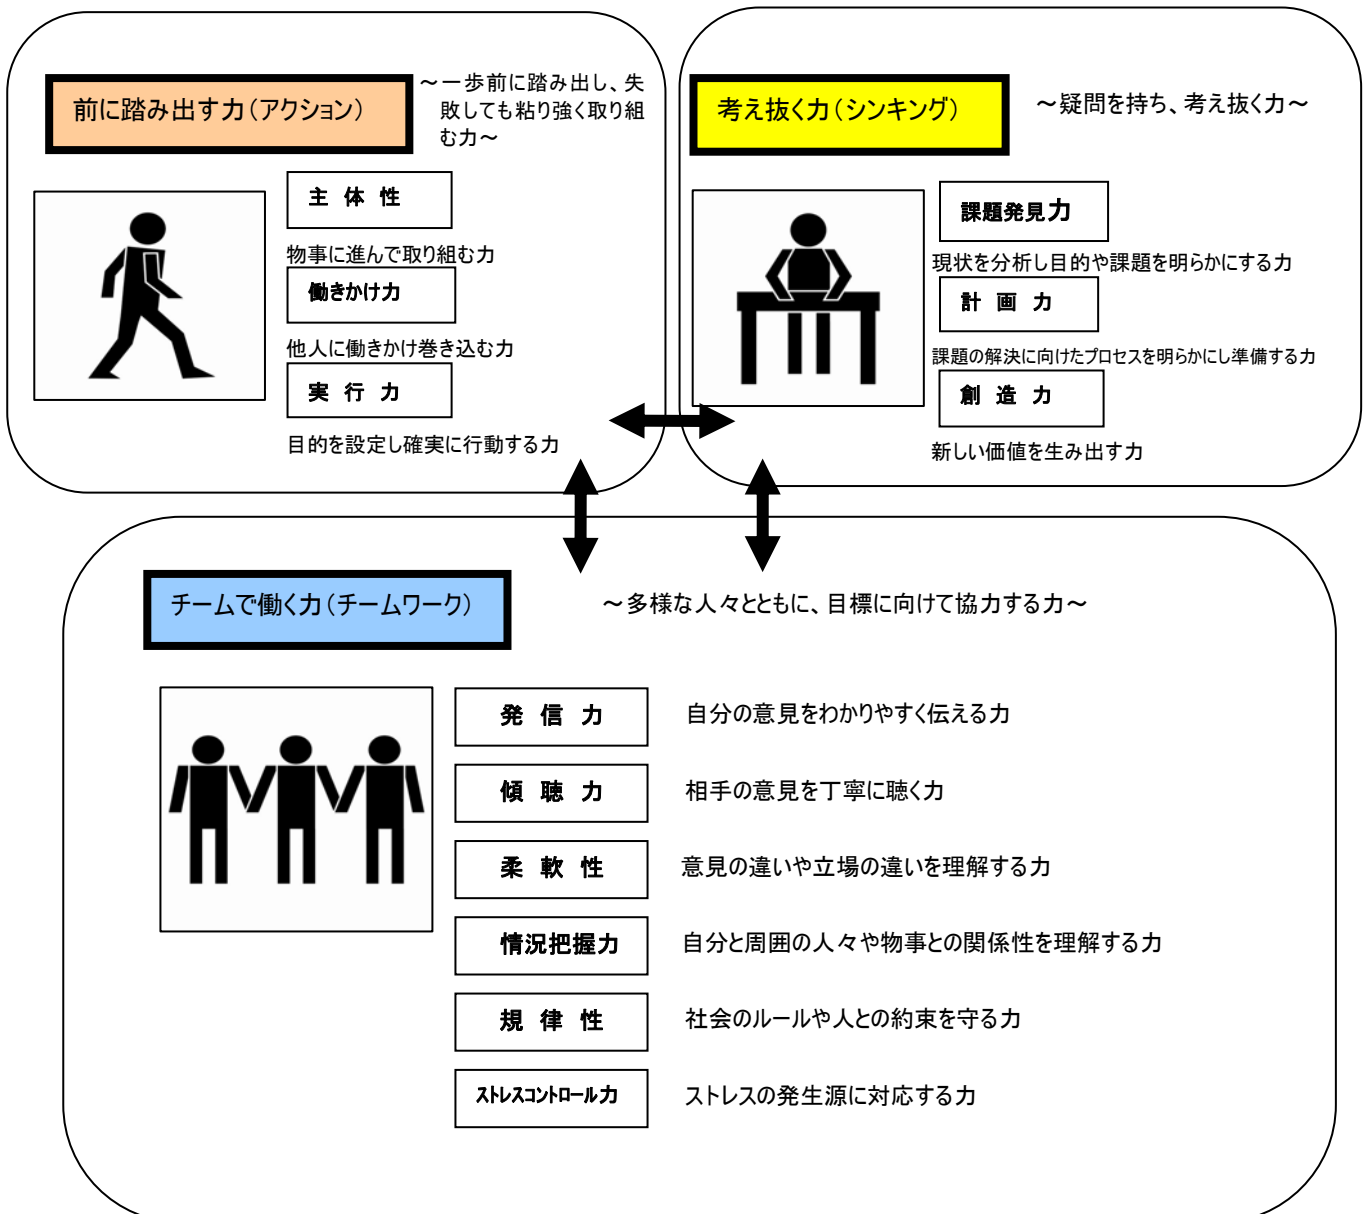 前に踏み出す力(アクション)
～一歩前に踏み出し、失
敗しても粘り強く取り組
む力～
主体性
物事に進んで取り組む力
働きかけ力
他人に働きかけ巻き込む力
実行力
目的を設定し確実に行動する力
考え抜く力(シンキング)
～疑問を持ち、考え抜く力～
課題発見力
現状を分析し目的や課題を明らかにする力
計画力
課題の解決に向けたプロセスを明らかにし準備する力
創造力
新しい価値を生み出す力
チームで働く力(チームワーク)
～多様な人々とともに、目標に向けて協力する力～
発信力
自分の意見をわかりやすく伝える力
傾聴力
相手の意見を丁寧に聴く力
柔軟性
意見の違いや立場の違いを理解する力
情況把握力
自分と周囲の人々や物事との関係性を理解する力
規律性
社会のルールや人との約束を守る力
ストレスコントロール力
ストレスの発生源に対応する力